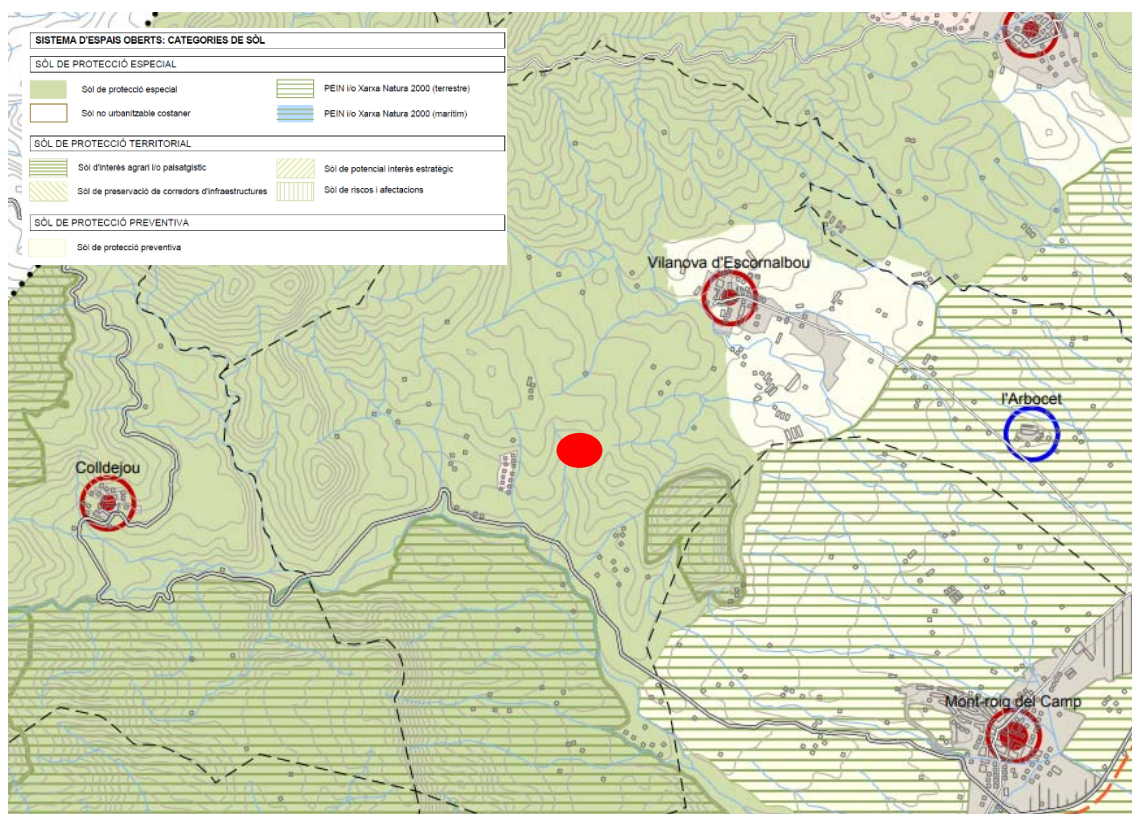 SISTEMA D'ESPAIS OBERTS: CATEGORIES DE SÒL
SÒL DE PROTECCIÓ ESPECIAL
Sòl de protecció especial
PEIN i/o Xarxa Natura 2000 (terrestre)
Sòl no urbanitzable costaner
PEIN i/o Xarxa Natura 2000 (marítim)
SÒL DE PROTECCIÓ TERRITORIAL
Sòl d'interès agrari i/o paisatgístic
Sòl de potencial interès estratègic
Sòl de preservació de corredors d'infraestructures
Sòl de riscos i afectacions
SÒL DE PROTECCIÓ PREVENTIVA
Sòl de protecció preventiva
Vilanova d'Escornalbou
l'Arbocet
Colldejou
Mont-roig del Camp